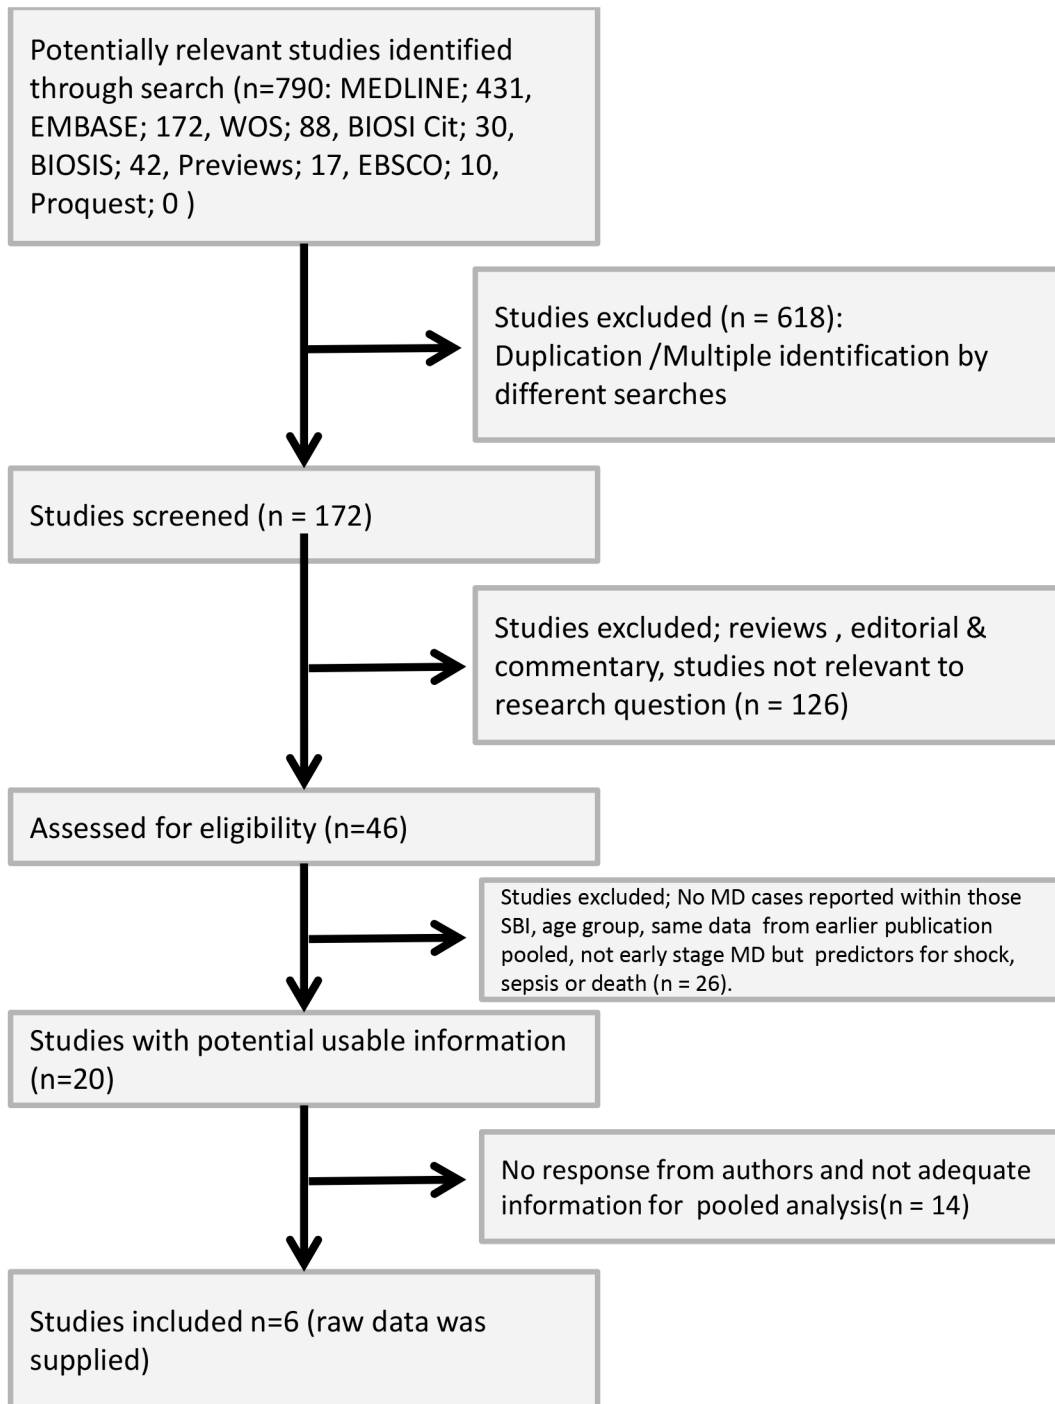 Potentially relevant studies identified
through search (n=790: MEDLINE; 431,
EMBASE; 172, WOS; 88, BIOSI Cit; 30,
BIOSIS; 42, Previews; 17, EBSCO; 10,
Proquest; 0 )
Studies excluded (n = 618):
Duplication /Multiple identification by
different searches
Studies screened (n = 172)
Studies excluded; reviews , editorial &
commentary, studies not relevant to
research question (n = 126)
Assessed for eligibility (n=46)
Studies excluded; No MD cases reported within those
SBI, age group, same data from earlier publication
pooled, not early stage MD but predictors for shock,
sepsis or death (n = 26).
Studies with potential usable information
(n=20)
No response from authors and not adequate
information for pooled analysis(n = 14)
Studies included n=6 (raw data was
supplied)